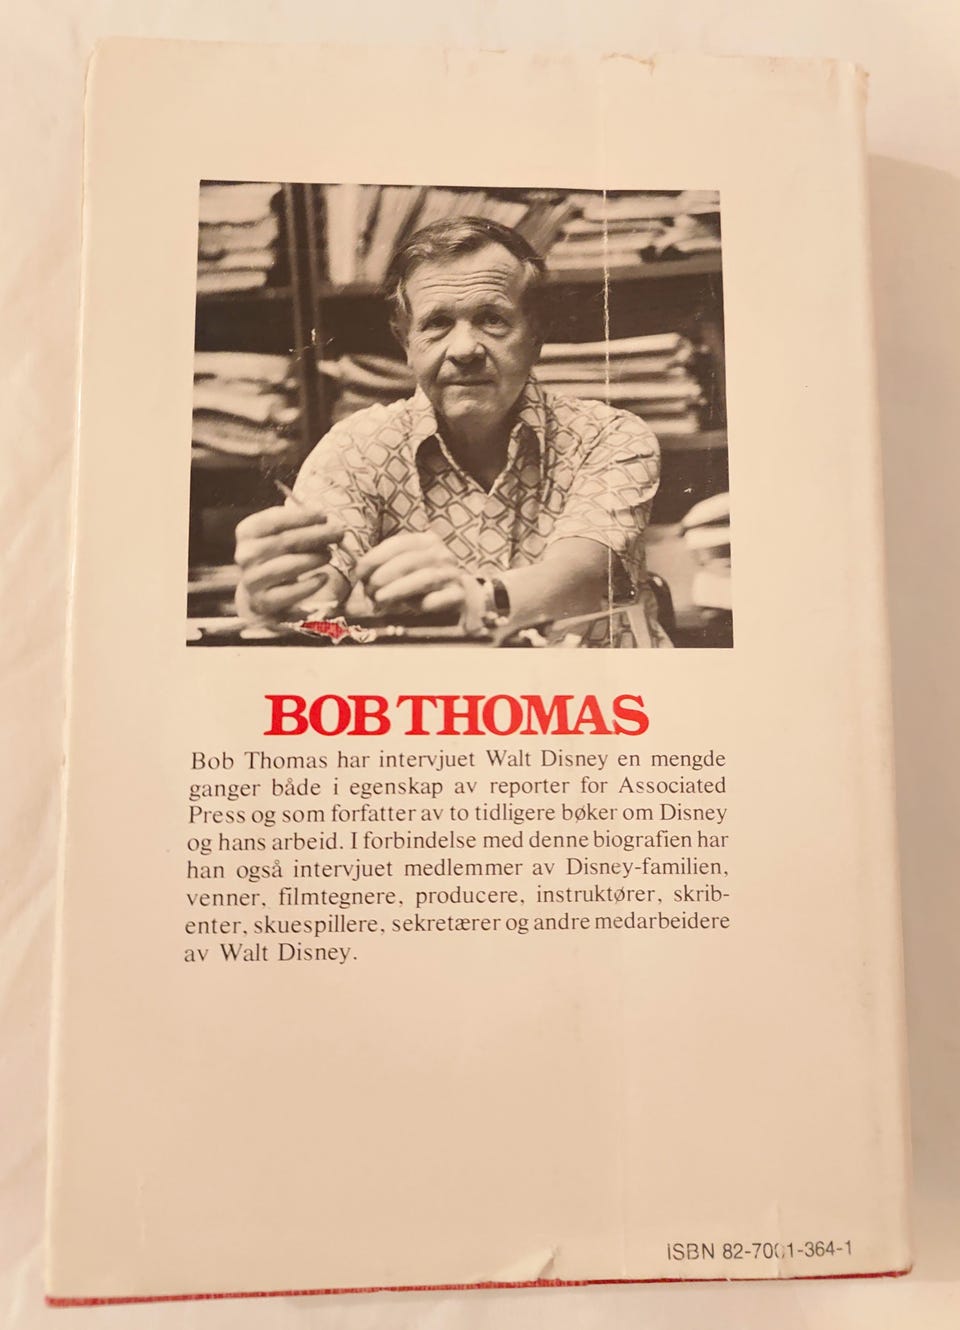 BOB THOMAS
Bob Thomas har intervjuet Walt Disney en mengde
ganger både i egenskap av reporter for Associated
Press og som forfatter av to tidligere bøker om Disney
og hans arbeid. I forbindelse med denne biografien har
han også intervjuet medlemmer av Disney-familien,
venner, filmtegnere, producere, instruktører, skrib-
enter, skuespillere, sekretærer og andre medarbeidere
av Walt Disney.
ISBN 82-7001-364-1